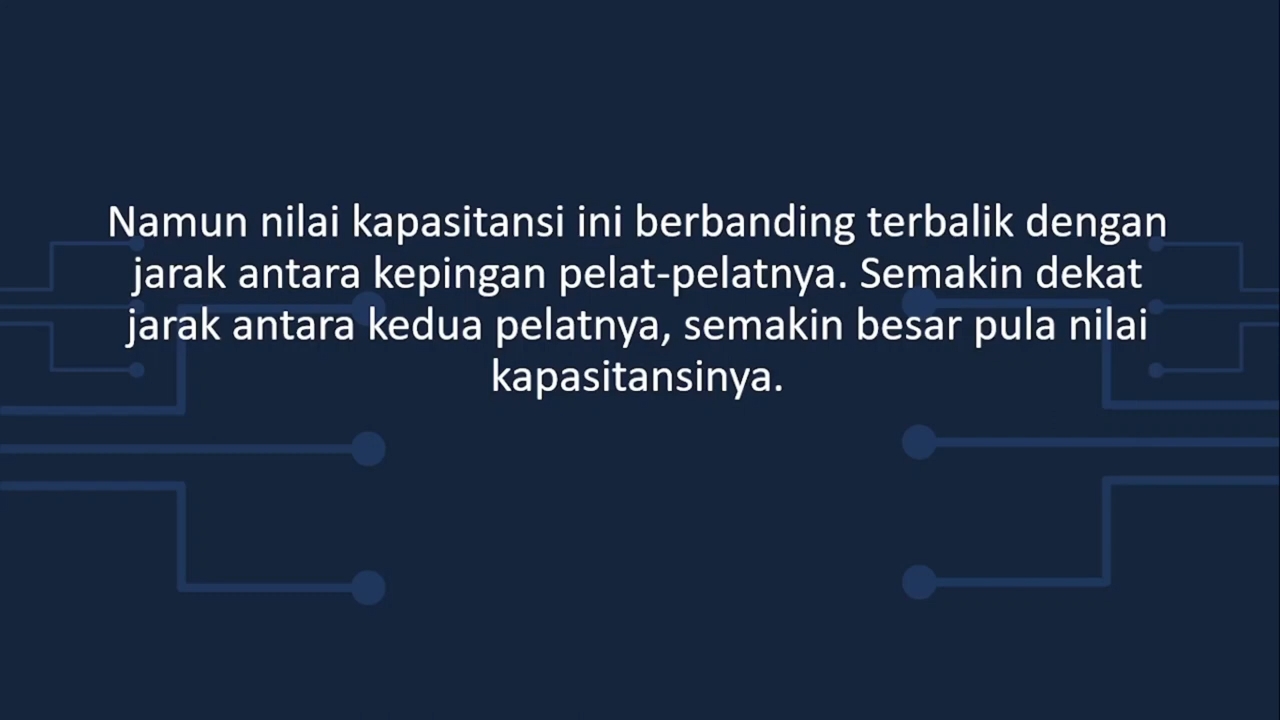 Namun nilai kapasitansi ini berbanding terbalik dengan
jarak antara kepingan pelat-pelatnya. Semakin dekat
jarak antara kedua pelatnya, semakin besar pula nilai
kapasitansinya.